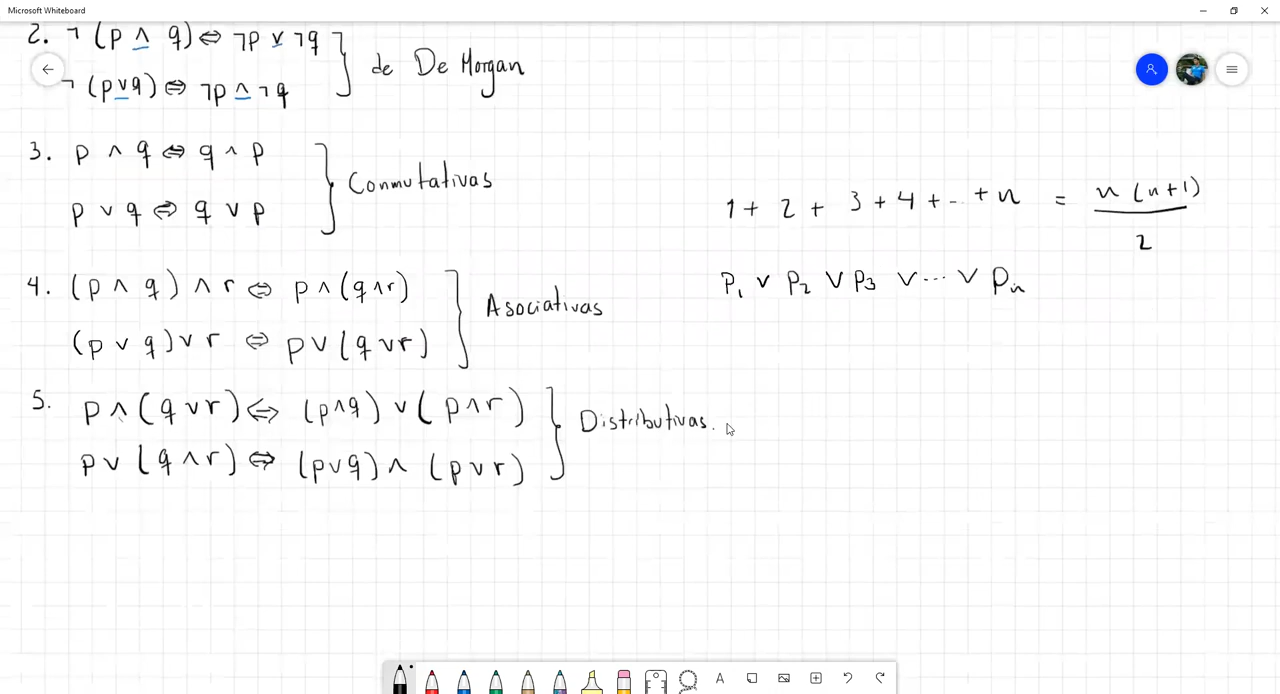 Microsoft Whiteboard
2. ¬ (p ∧ q) ⇔ ¬p ∨ ¬q
¬ (p ∨ q) ⇔ ¬p ∧ ¬q
de De Morgan
3. p ∧ q ⇔ q ∧ p
p ∨ q ⇔ q ∨ p
Conmutativas
4. (p ∧ q) ∧ r ⇔ p ∧ (q ∧ r)
(p ∨ q) ∨ r ⇔ p ∨ (q ∨ r)
Asociativas
5. p ∧ (q ∨ r) ⇔ (p ∧ q) ∨ (p ∧ r)
p ∨ (q ∧ r) ⇔ (p ∨ q) ∧ (p ∨ r)
Distributivas.
1 + 2 + 3 + 4 + .. + n = n (n+1) / 2
P₁ ∨ P₂ ∨ P₃ ∨ ... ∨ Pₙ